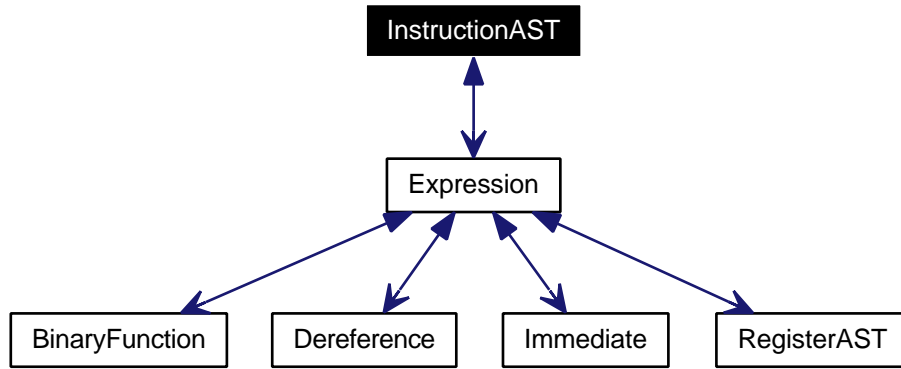 InstructionAST
Expression
BinaryFunction
Dereference
Immediate
RegisterAST